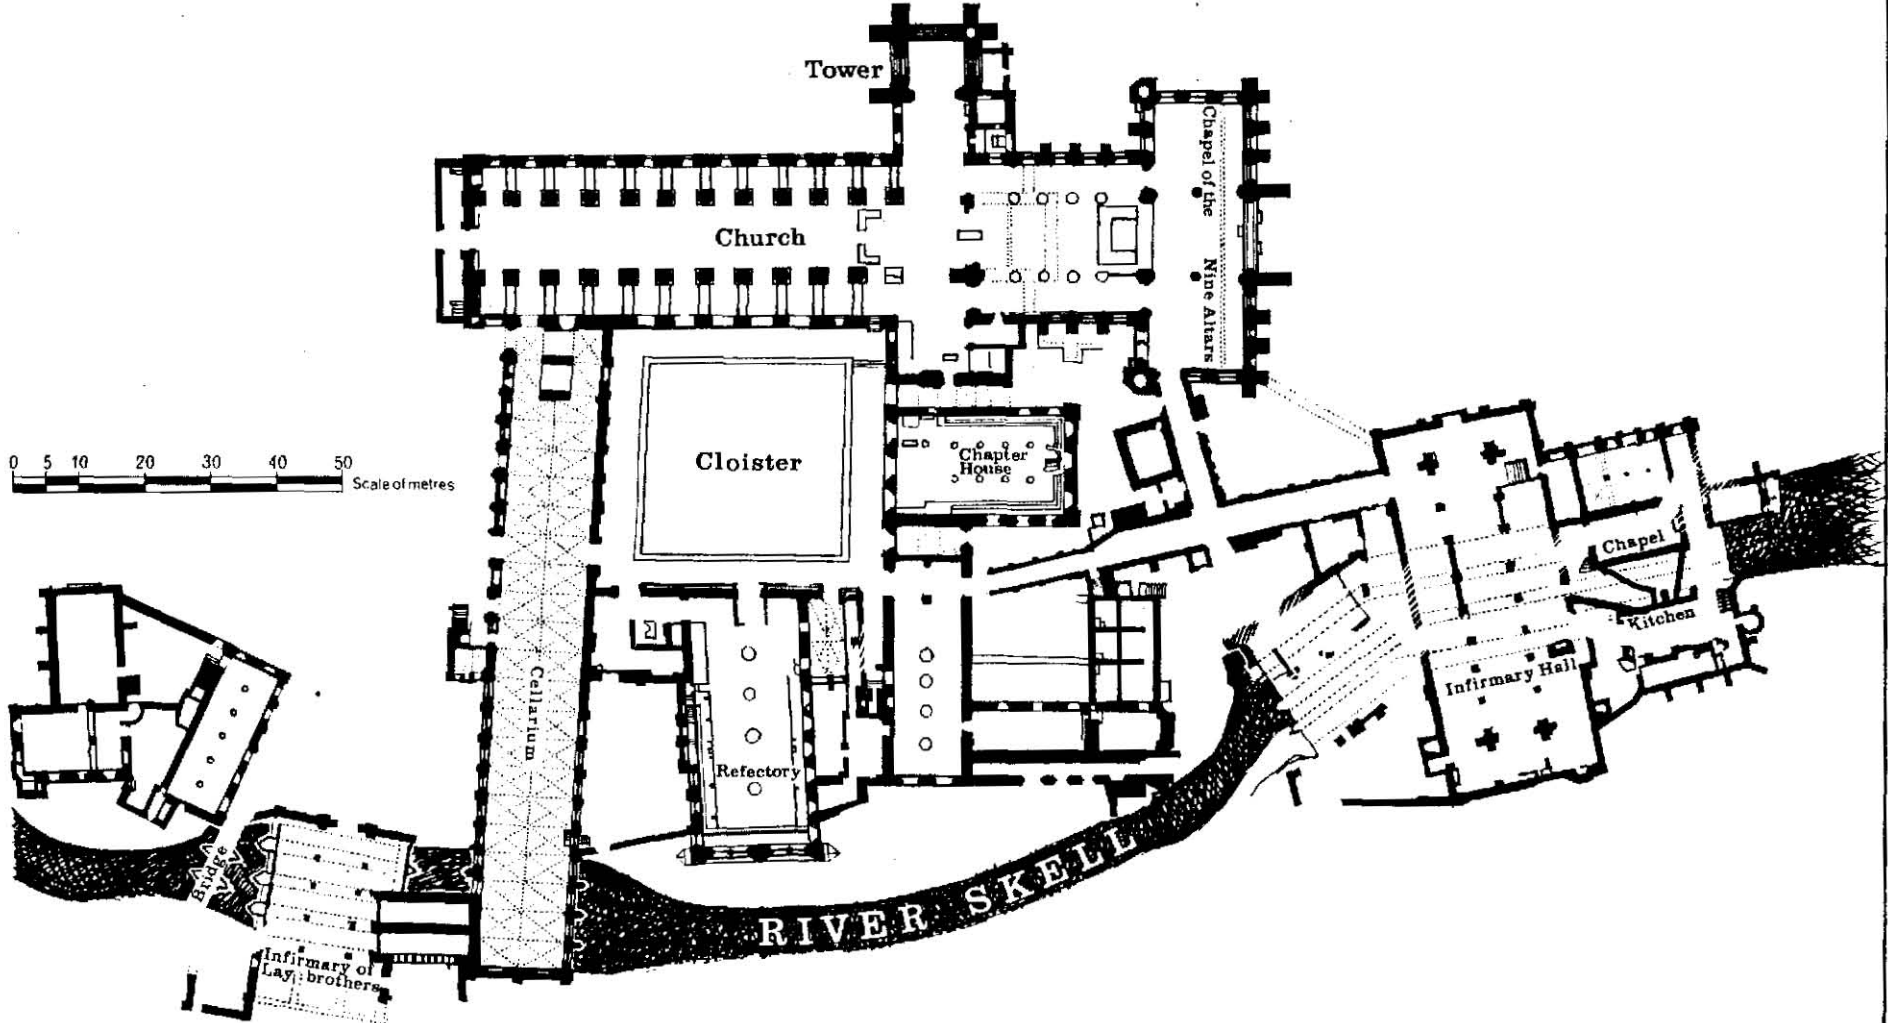 Tower
Chapel of the Nine Altars
Church
Cloister
Chapter
House
0 5 10 20 30 40 50
Scale of metres
Chapel
Kitchen
Infirmary Hall
Cellarium
Refectory
Bridge
RIVER SKELL
Infirmary of
Lay brothers